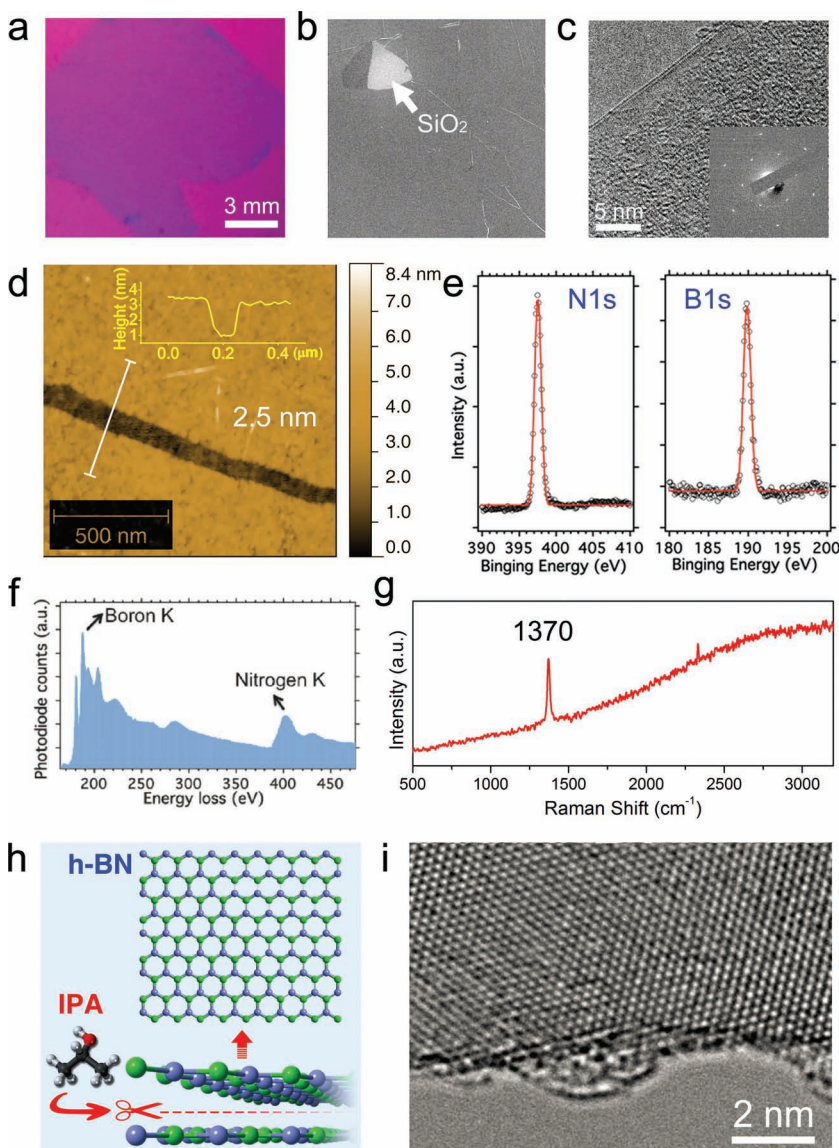 a
3 mm
b
SiO₂
c
5 nm
d
Height (nm)
4
3
2
1
0.0
0.2
0.4 (μm)
2.5 nm
500 nm
8.4 nm
7.0
6.0
5.0
4.0
3.0
2.0
1.0
0.0
e
N1s
Intensity (a.u.)
390 395 400 405 410
Binging Energy (eV)
B1s
180 185 190 195 200
Binging Energy (eV)
f
Photodiode counts (a.u.)
Boron K
Nitrogen K
200 250 300 350 400 450
Energy loss (eV)
g
Intensity (a.u.)
1370
500 1000 1500 2000 2500 3000
Raman Shift (cm⁻¹)
h
h-BN
IPA
i
2 nm